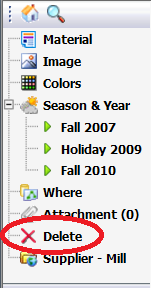 Material
Image
Colors
Season & Year
Fall 2007
Holiday 2009
Fall 2010
Where
Attachment (0)
Delete
Supplier - Mill